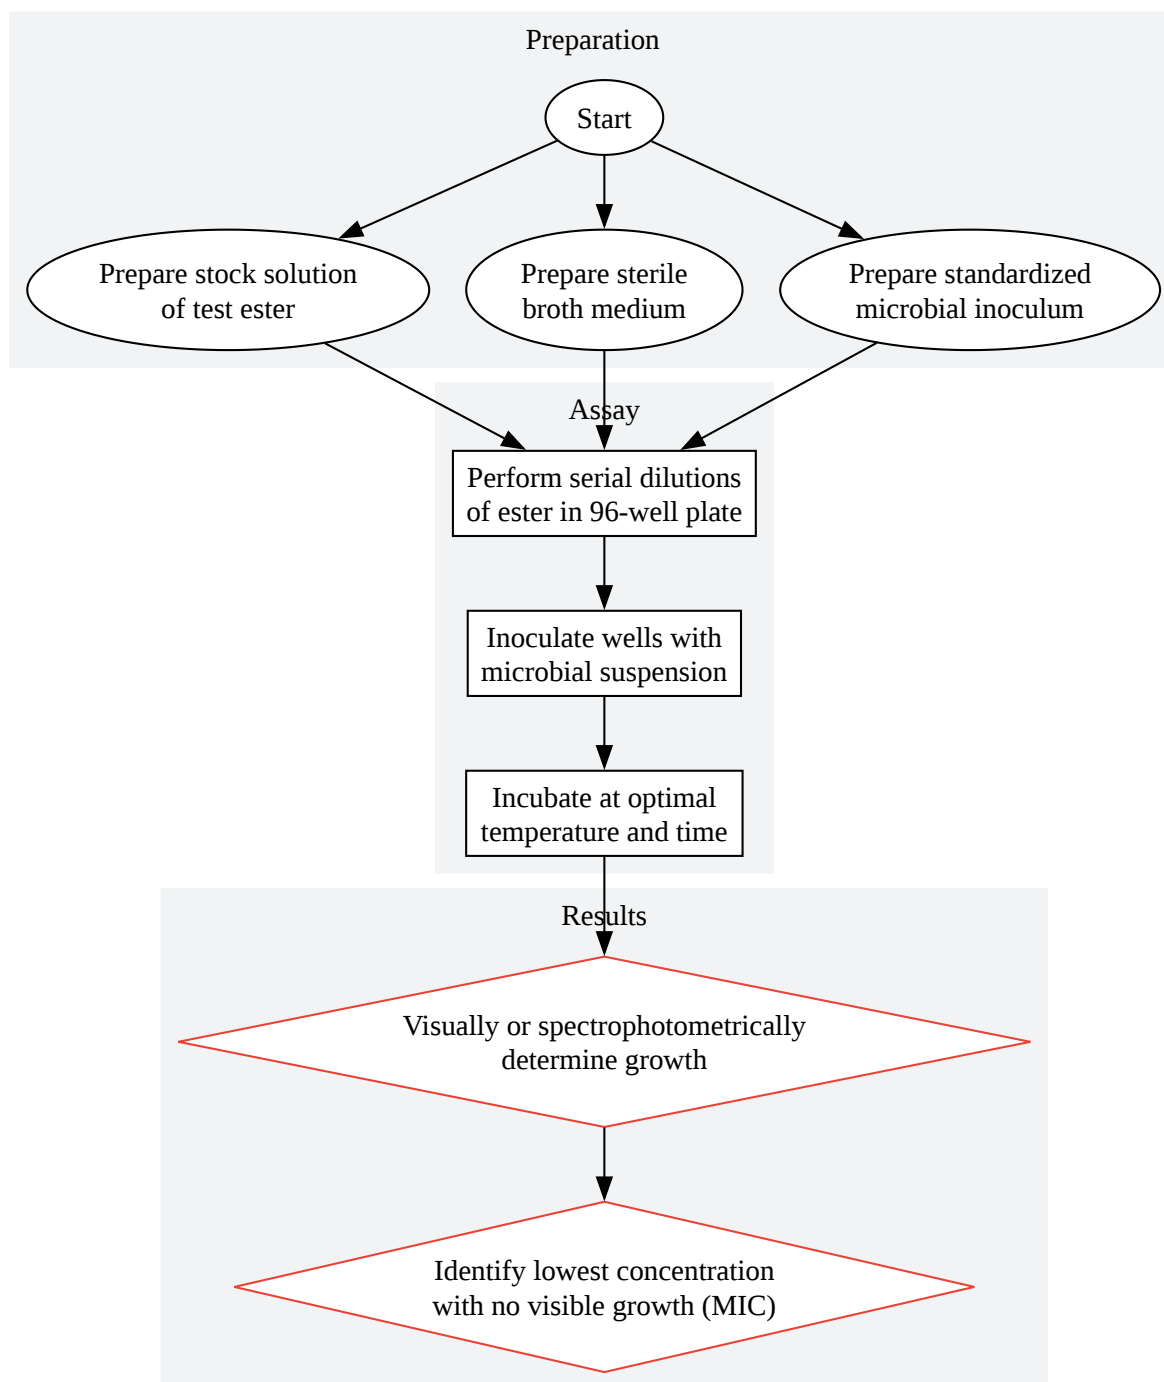 Preparation
Start
Prepare stock solution
of test ester
Prepare sterile
broth medium
Prepare standardized
microbial inoculum
Assay
Perform serial dilutions
of ester in 96-well plate
Inoculate wells with
microbial suspension
Incubate at optimal
temperature and time
Results
Visually or spectrophotometrically
determine growth
Identify lowest concentration
with no visible growth (MIC)